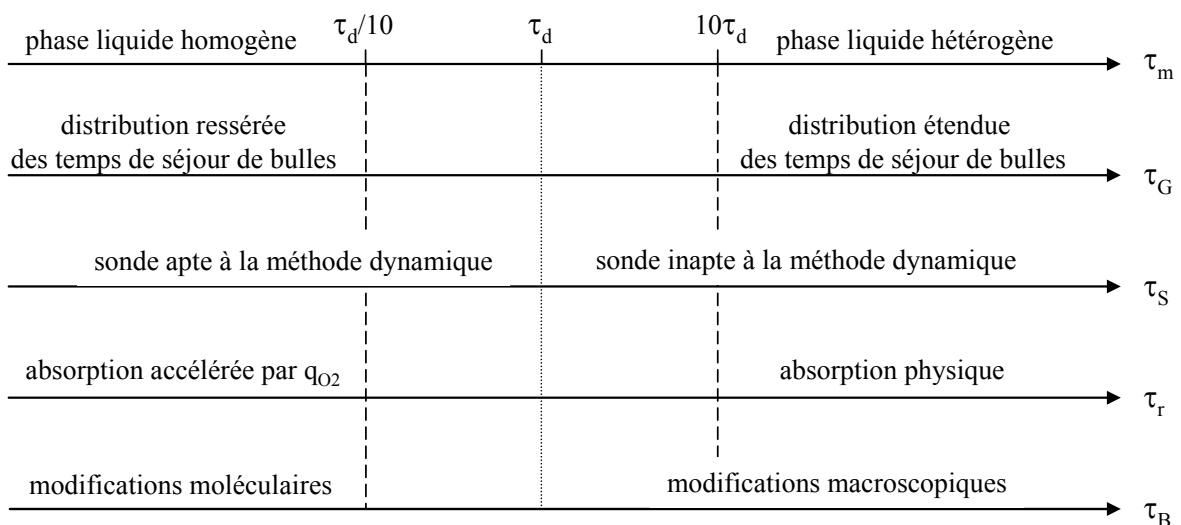 τd/10 τd 10τd
phase liquide homogène phase liquide hétérogène
τm
distribution ressérée distribution étendue
des temps de séjour de bulles des temps de séjour de bulles
τG
sonde apte à la méthode dynamique sonde inapte à la méthode dynamique
τS
absorption accélérée par qO2 absorption physique
τr
modifications moléculaires modifications macroscopiques
τB